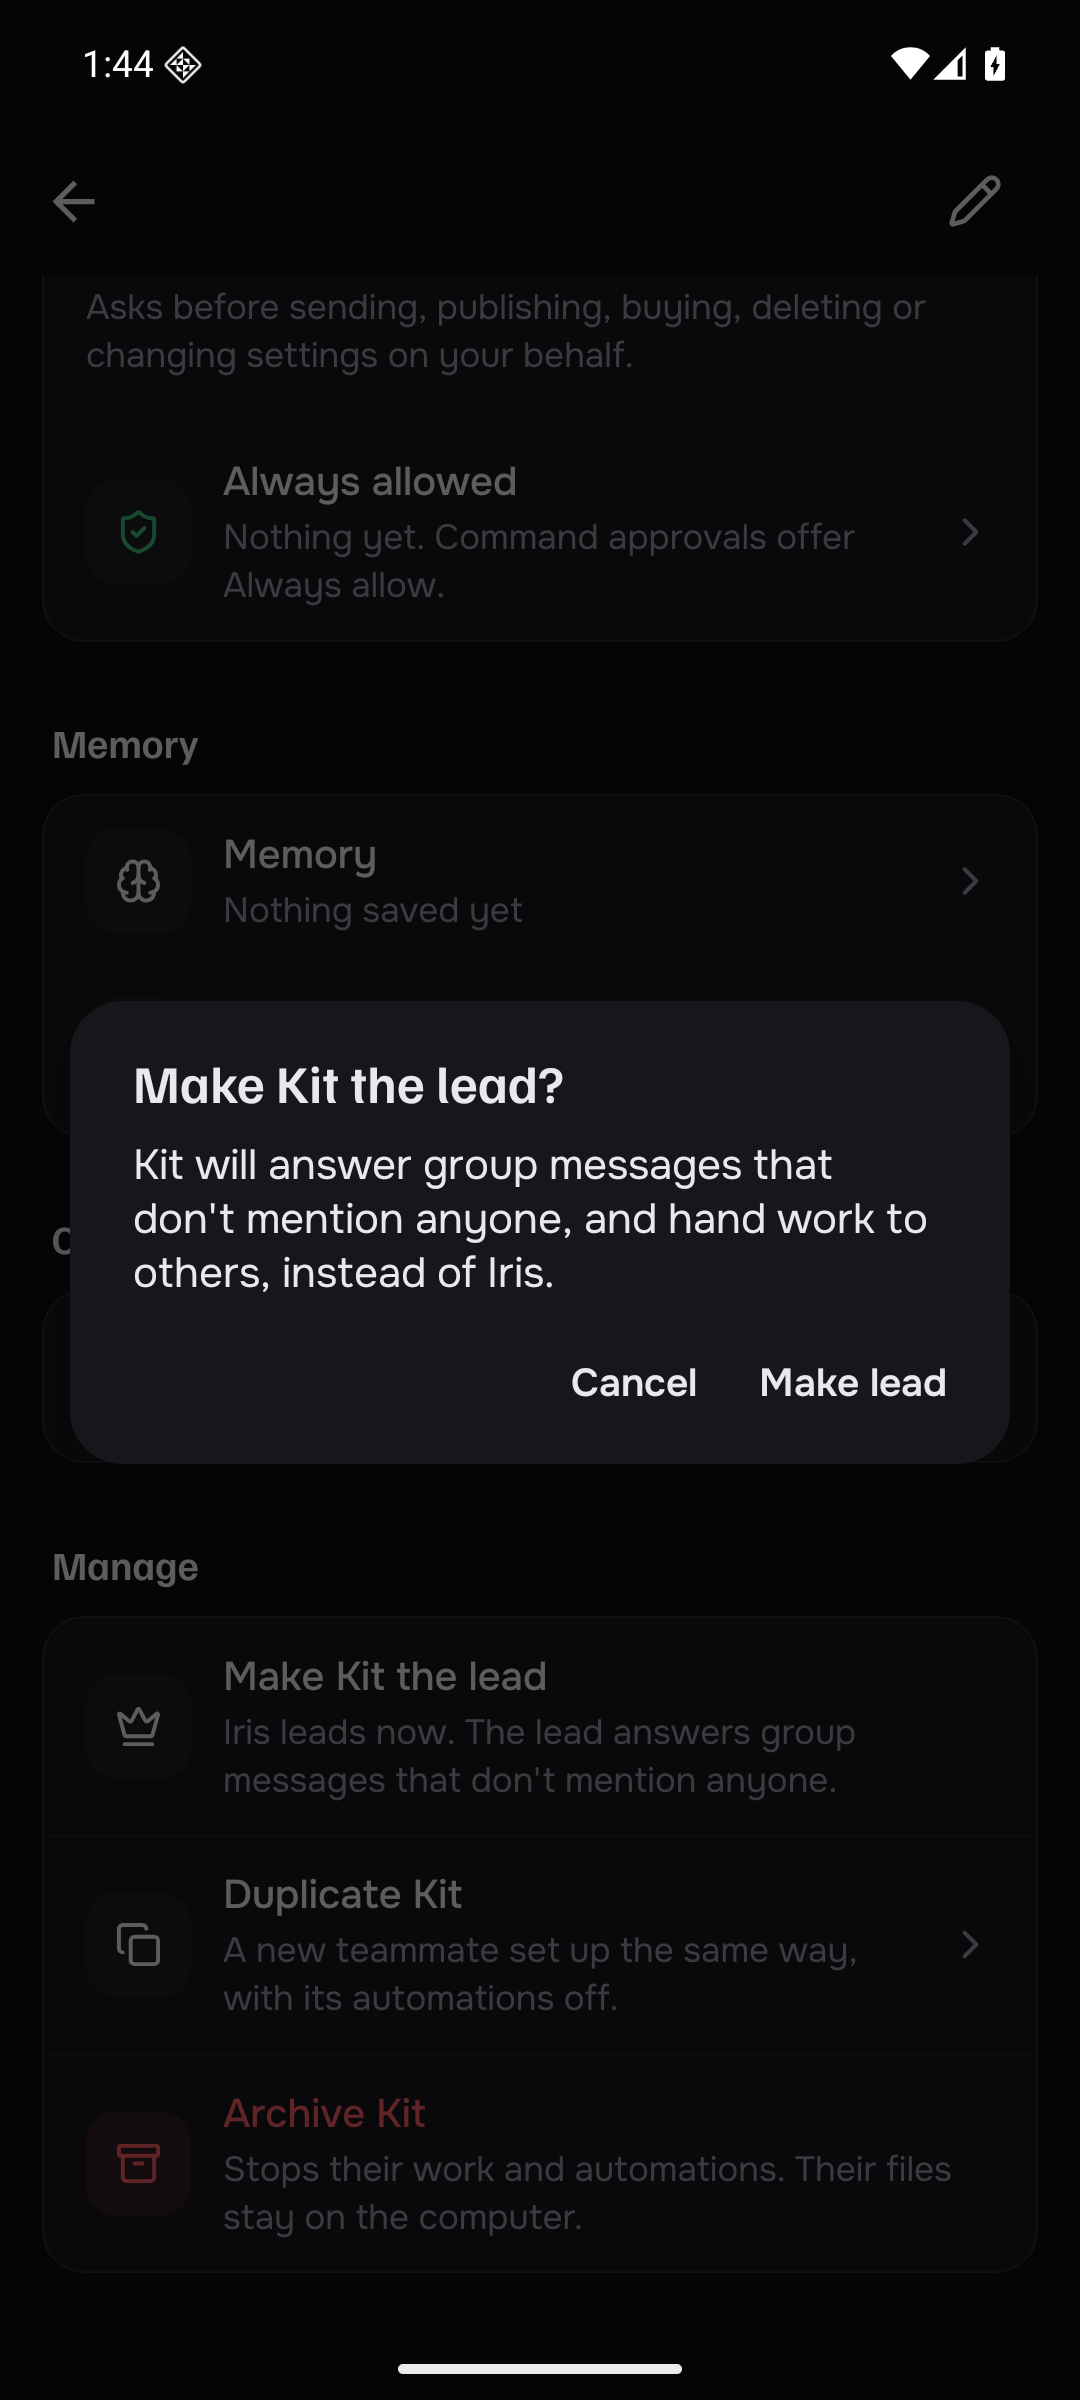 1:44
Asks before sending, publishing, buying, deleting or
changing settings on your behalf.
Always allowed
Nothing yet. Command approvals offer
Always allow.
Memory
Memory
Nothing saved yet
Make Kit the lead?
Kit will answer group messages that
don't mention anyone, and hand work to
others, instead of Iris.
Cancel
Make lead
Manage
Make Kit the lead
Iris leads now. The lead answers group
messages that don't mention anyone.
Duplicate Kit
A new teammate set up the same way,
with its automations off.
Archive Kit
Stops their work and automations. Their files
stay on the computer.